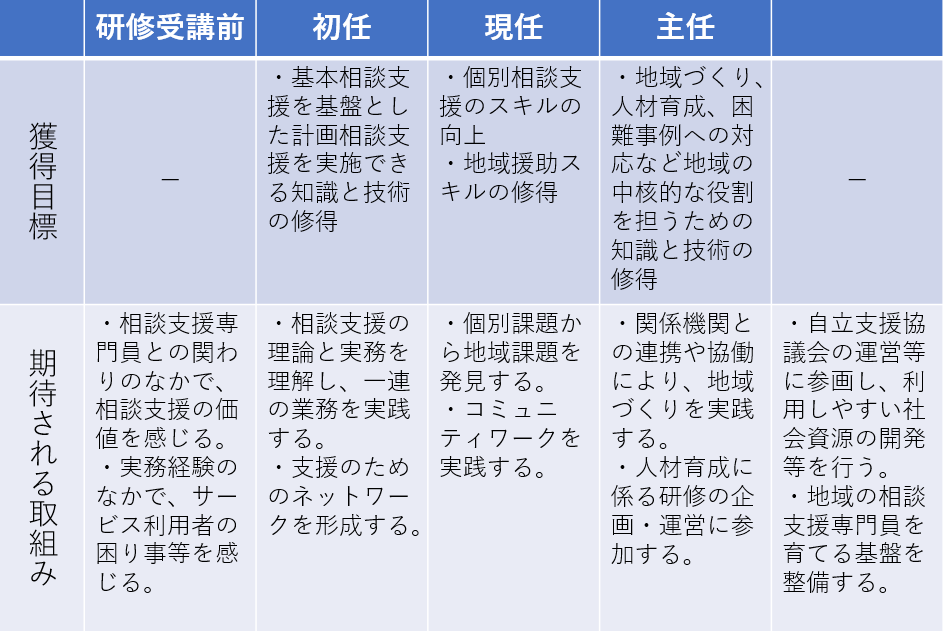 研修受講前
初任
現任
主任
獲得目標
―
・基本相談支
援を基盤とし
た計画相談支
援を実施でき
る知識と技術
の修得
・個別相談支
援のスキルの
向上
・地域援助ス
キルの修得
・地域づくり、
人材育成、困
難事例への対
応など地域の
中核的な役割
を担うための
知識と技術の
修得
―
期待される取組み
・相談支援専
門員との関わ
りのなかで、
相談支援の価
値を感じる。
・実務経験の
なかで、サー
ビス利用者の
困り事等を感
じる。
・相談支援の
理論と実務を
理解し、一連
の業務を実践
する。
・支援のため
のネットワー
クを形成する。
・個別課題か
ら地域課題を
発見する。
・コミュニ
ティワークを
実践する。
・関係機関と
の連携や協働
により、地域
づくりを実践
する。
・人材育成に
係る研修の企
画・運営に参
加する。
・自立支援協
議会の運営等
に参画し、利
用しやすい社
会資源の開発
等を行う。
・地域の相談
支援専門員を
育てる基盤を
整備する。